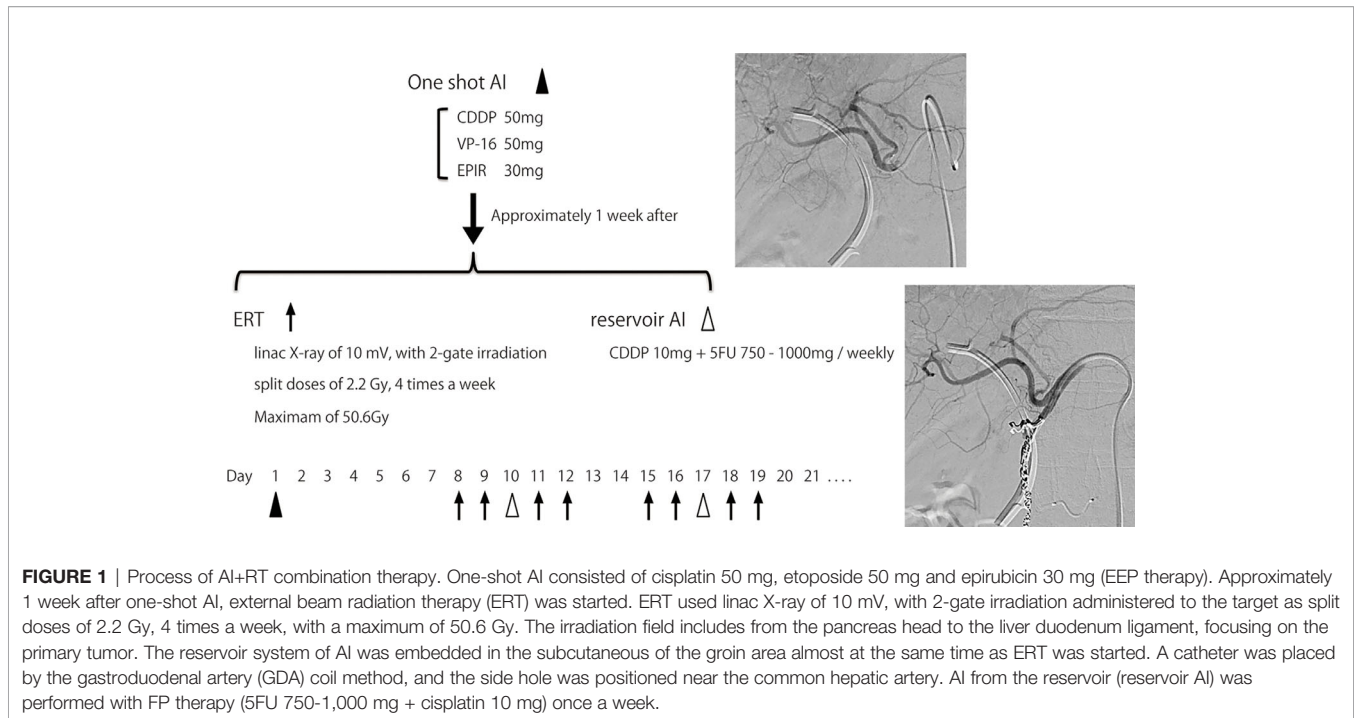 One shot AI
CDDP 50mg
VP-16 50mg
EPIR 30mg
Approximately 1 week after
ERT
linac X-ray of 10 mV, with 2-gate irradiation
split doses of 2.2 Gy, 4 times a week
Maximam of 50.6Gy
reservoir AI
CDDP 10mg + 5FU 750 - 1000mg / weekly
Day 1 2 3 4 5 6 7 8 9 10 11 12 13 14 15 16 17 18 19 20 21 ....
FIGURE 1 | Process of AI+RT combination therapy. One-shot AI consisted of cisplatin 50 mg, etoposide 50 mg and epirubicin 30 mg (EEP therapy). Approximately
1 week after one-shot AI, external beam radiation therapy (ERT) was started. ERT used linac X-ray of 10 mV, with 2-gate irradiation administered to the target as split
doses of 2.2 Gy, 4 times a week, with a maximum of 50.6 Gy. The irradiation field includes from the pancreas head to the liver duodenum ligament, focusing on the
primary tumor. The reservoir system of AI was embedded in the subcutaneous of the groin area almost at the same time as ERT was started. A catheter was placed
by the gastroduodenal artery (GDA) coil method, and the side hole was positioned near the common hepatic artery. AI from the reservoir (reservoir AI) was
performed with FP therapy (5FU 750-1,000 mg + cisplatin 10 mg) once a week.